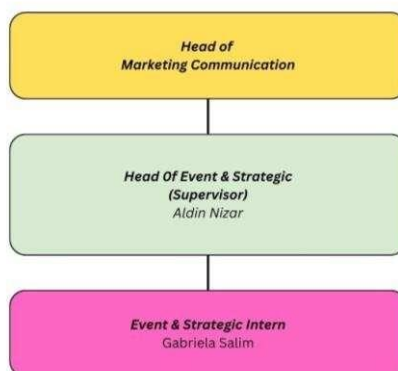 Head of
Marketing Communication
Head Of Event & Strategic
(Supervisor)
Aldin Nizar
Event & Strategic Intern
Gabriela Salim